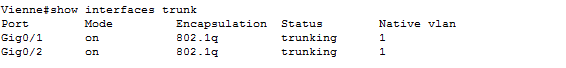 Vienne#show interfaces trunk
Port Mode Encapsulation Status Native vlan
Gig0/1 on 802.1q trunking 1
Gig0/2 on 802.1q trunking 1